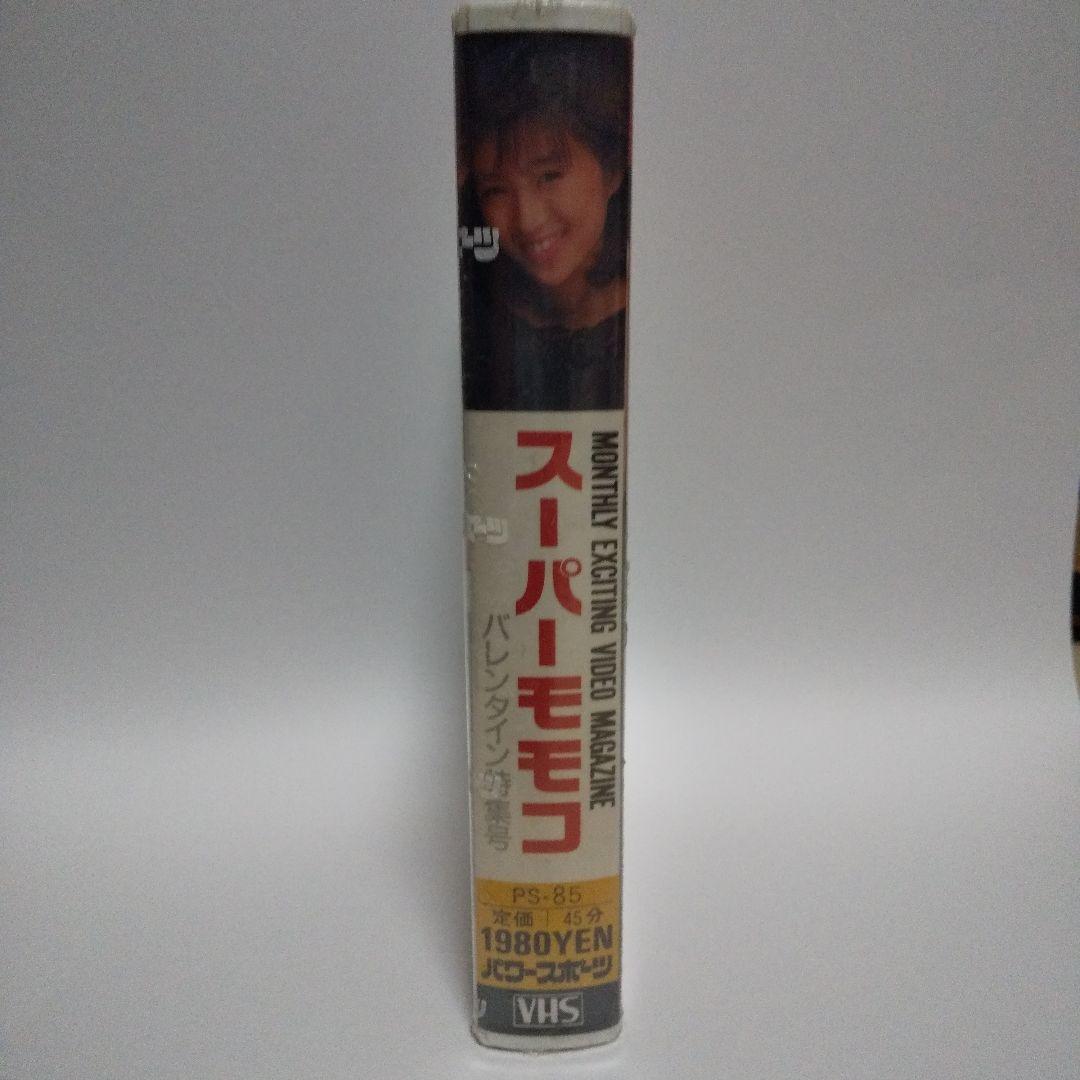 MONTHLY EXCITING VIDEO MAGAZINE
スーパーモモコ
バレンタイン特集号
PS-85
定価 45分
1980YEN
パワースポーツ
VHS